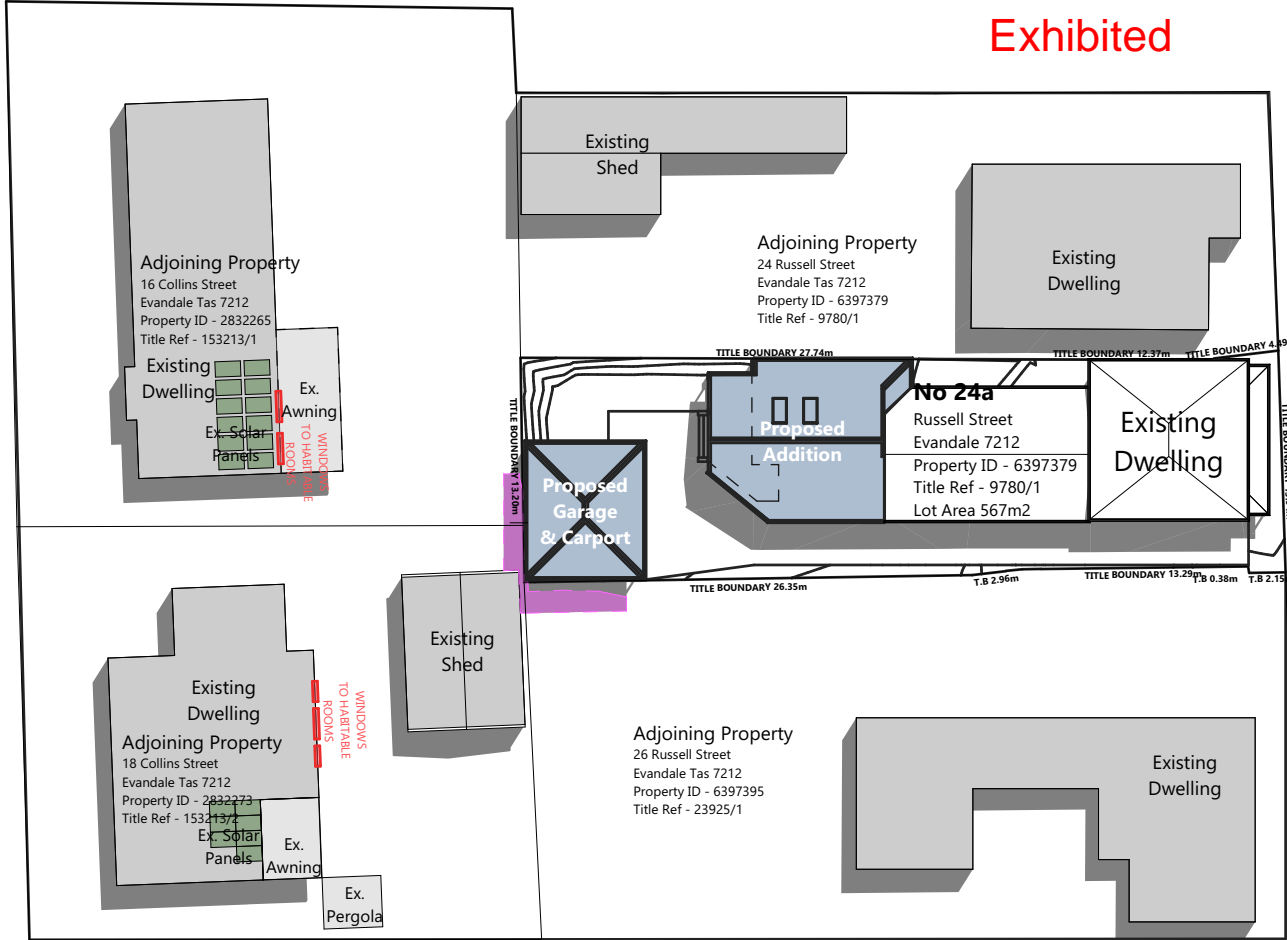 Exhibited
Existing
Shed
Adjoining Property
16 Collins Street
Evandale Tas 7212
Property ID - 2832265
Title Ref - 153213/1
Existing
Dwelling
Ex.
Awning
Ex. Solar
Panels
WINDOWS
TO HABITABLE
ROOMA
Adjoining Property
24 Russell Street
Evandale Tas 7212
Property ID - 6397379
Title Ref - 9780/1
Existing
Dwelling
TITLE BOUNDARY 27.74m
TITLE BOUNDARY 12.37m
TITLE BOUNDARY 4.49
TITLE BOUNDARY 13.20m
Proposed
Garage
& Carport
Proposed
Addition
No 24a
Russell Street
Evandale 7212
Property ID - 6397379
Title Ref - 9780/1
Lot Area 567m2
Existing
Dwelling
TITLE BOUNDARY 26.35m
T.B 2.96m
TITLE BOUNDARY 13.29m
T.B 0.38m
T.B 2.15
Existing
Shed
Existing
Dwelling
WINDOWS
TO HABITABLE
ROOMS
Adjoining Property
18 Collins Street
Evandale Tas 7212
Property ID - 2832273
Title Ref - 153213/2
Ex. Solar
Panels
Ex.
Awning
Ex.
Pergola
Adjoining Property
26 Russell Street
Evandale Tas 7212
Property ID - 6397395
Title Ref - 23925/1
Existing
Dwelling